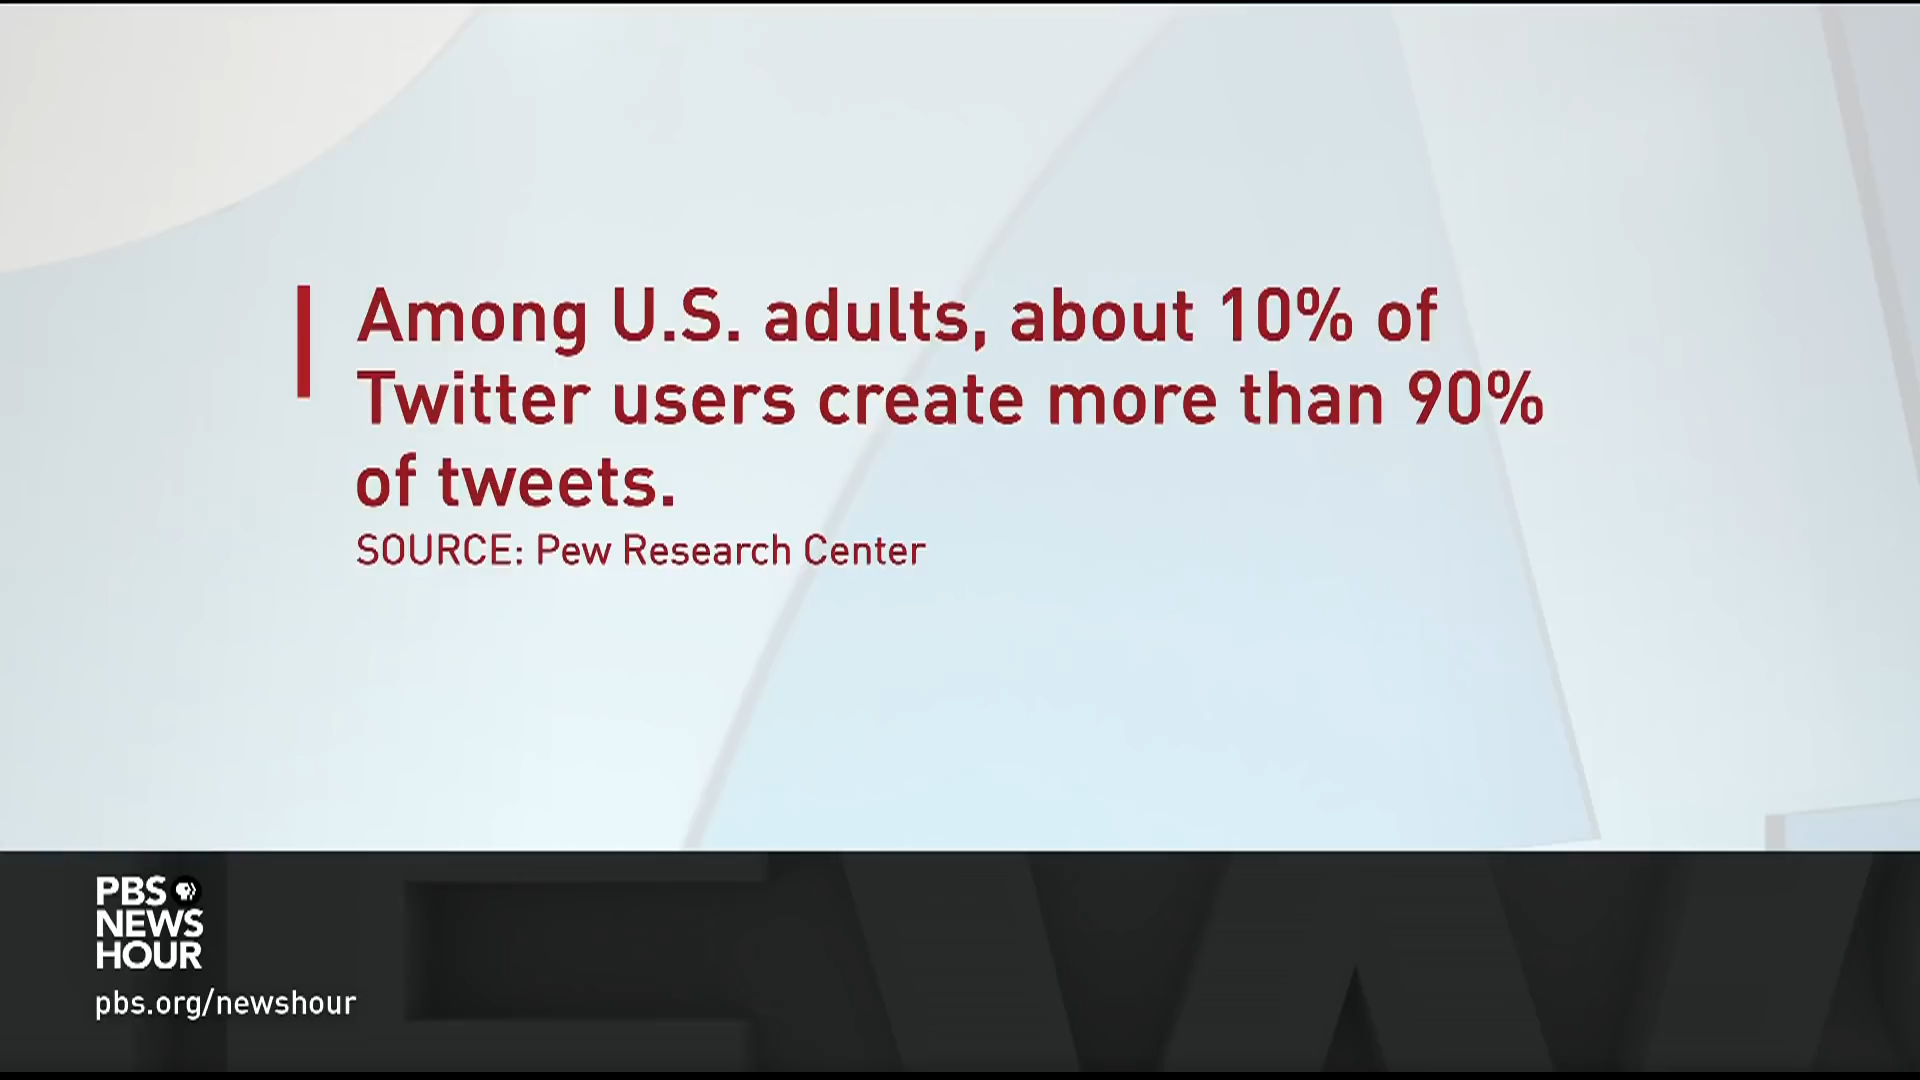 Among U.S. adults, about 10% of
Twitter users create more than 90%
of tweets.
SOURCE: Pew Research Center
PBS
NEWS
HOUR
pbs.org/newshour